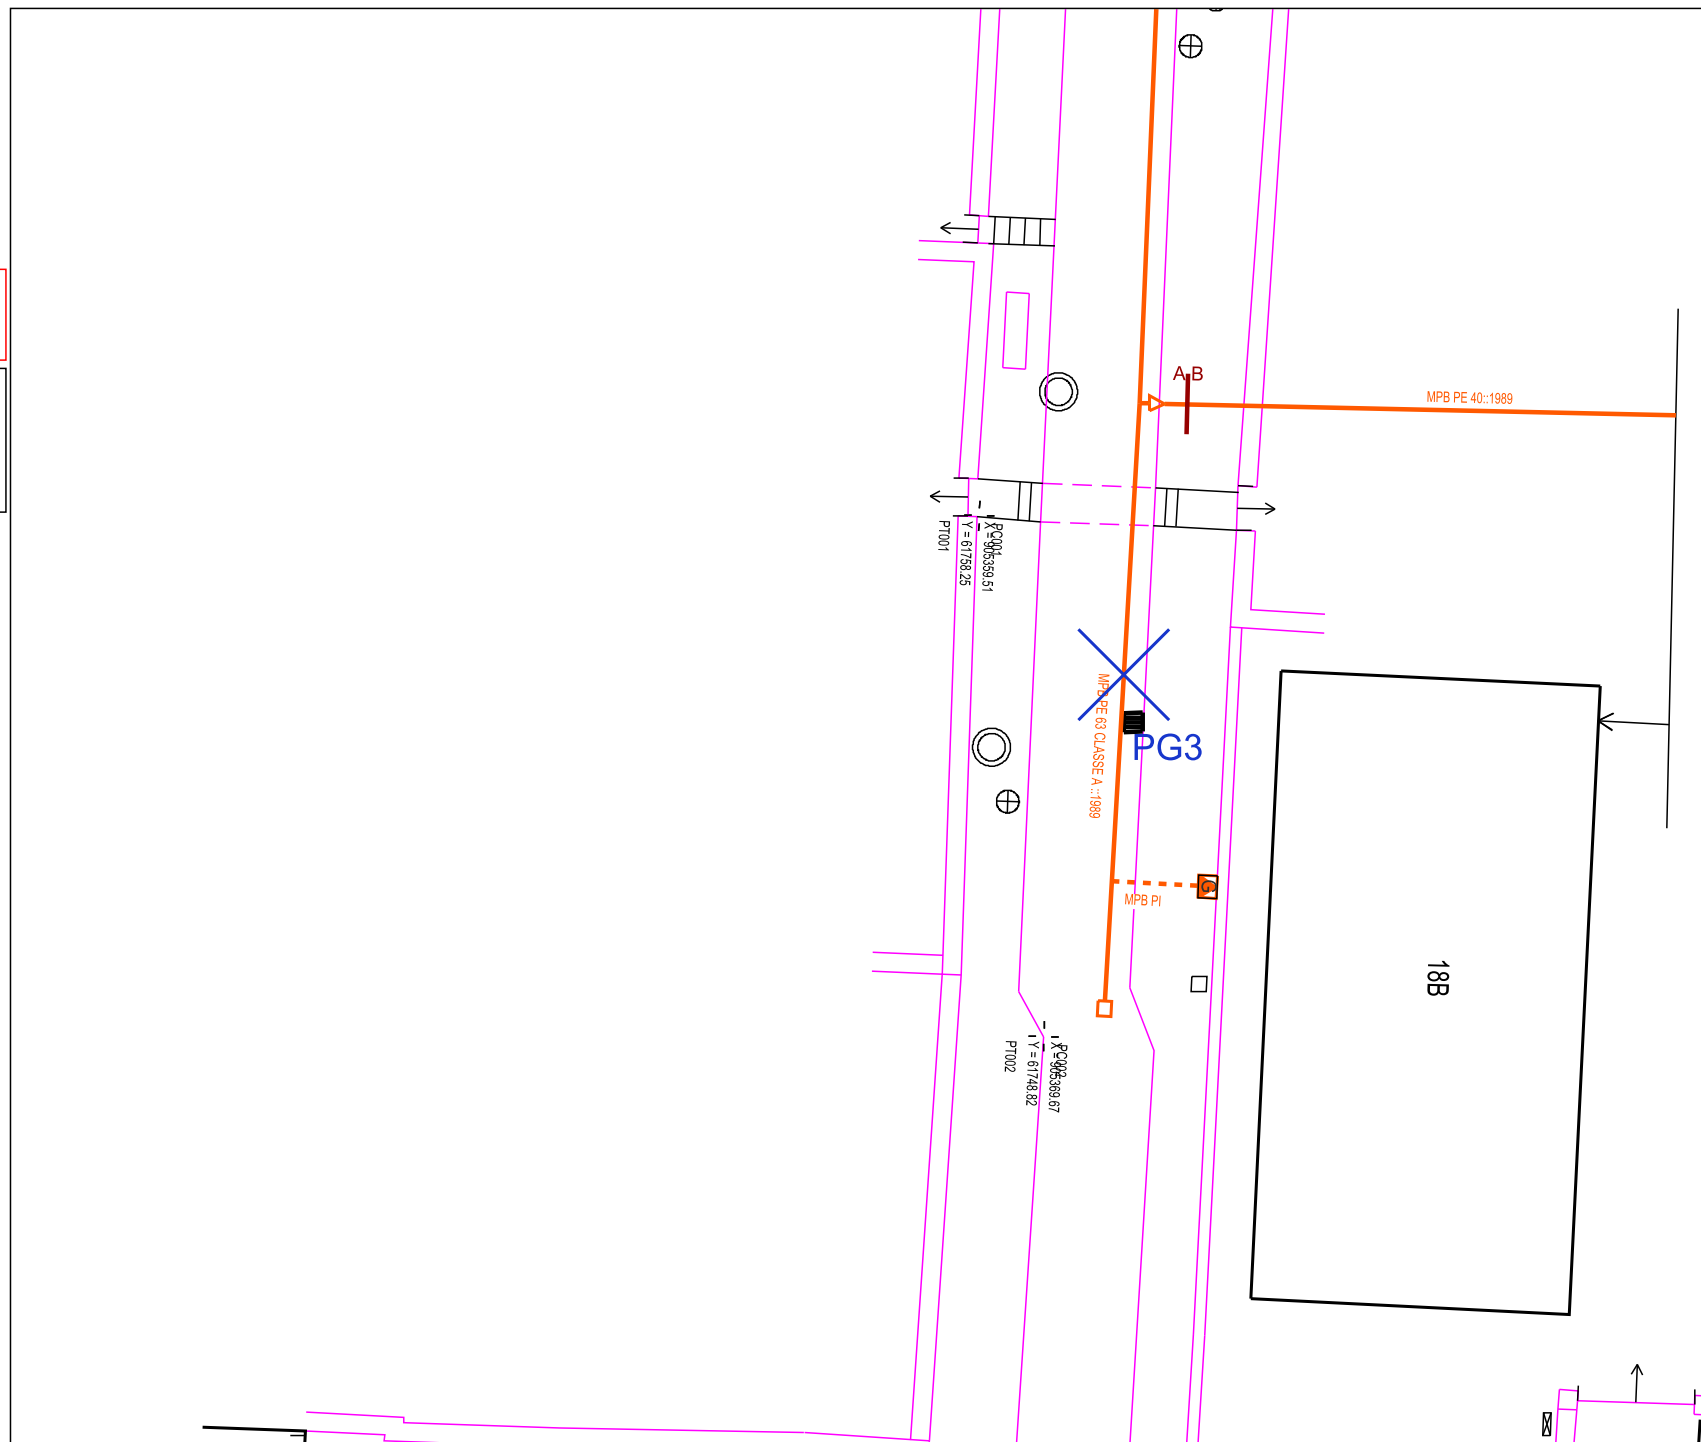 A B
MPB PE 40::1989
PC001
X = 905359.51
Y = 61758.25
PT001
MPB PE 63 CLASSE A ::1989
PG3
G
MPB PI
18B
PC002
X = 905369.67
Y = 61748.82
PT002